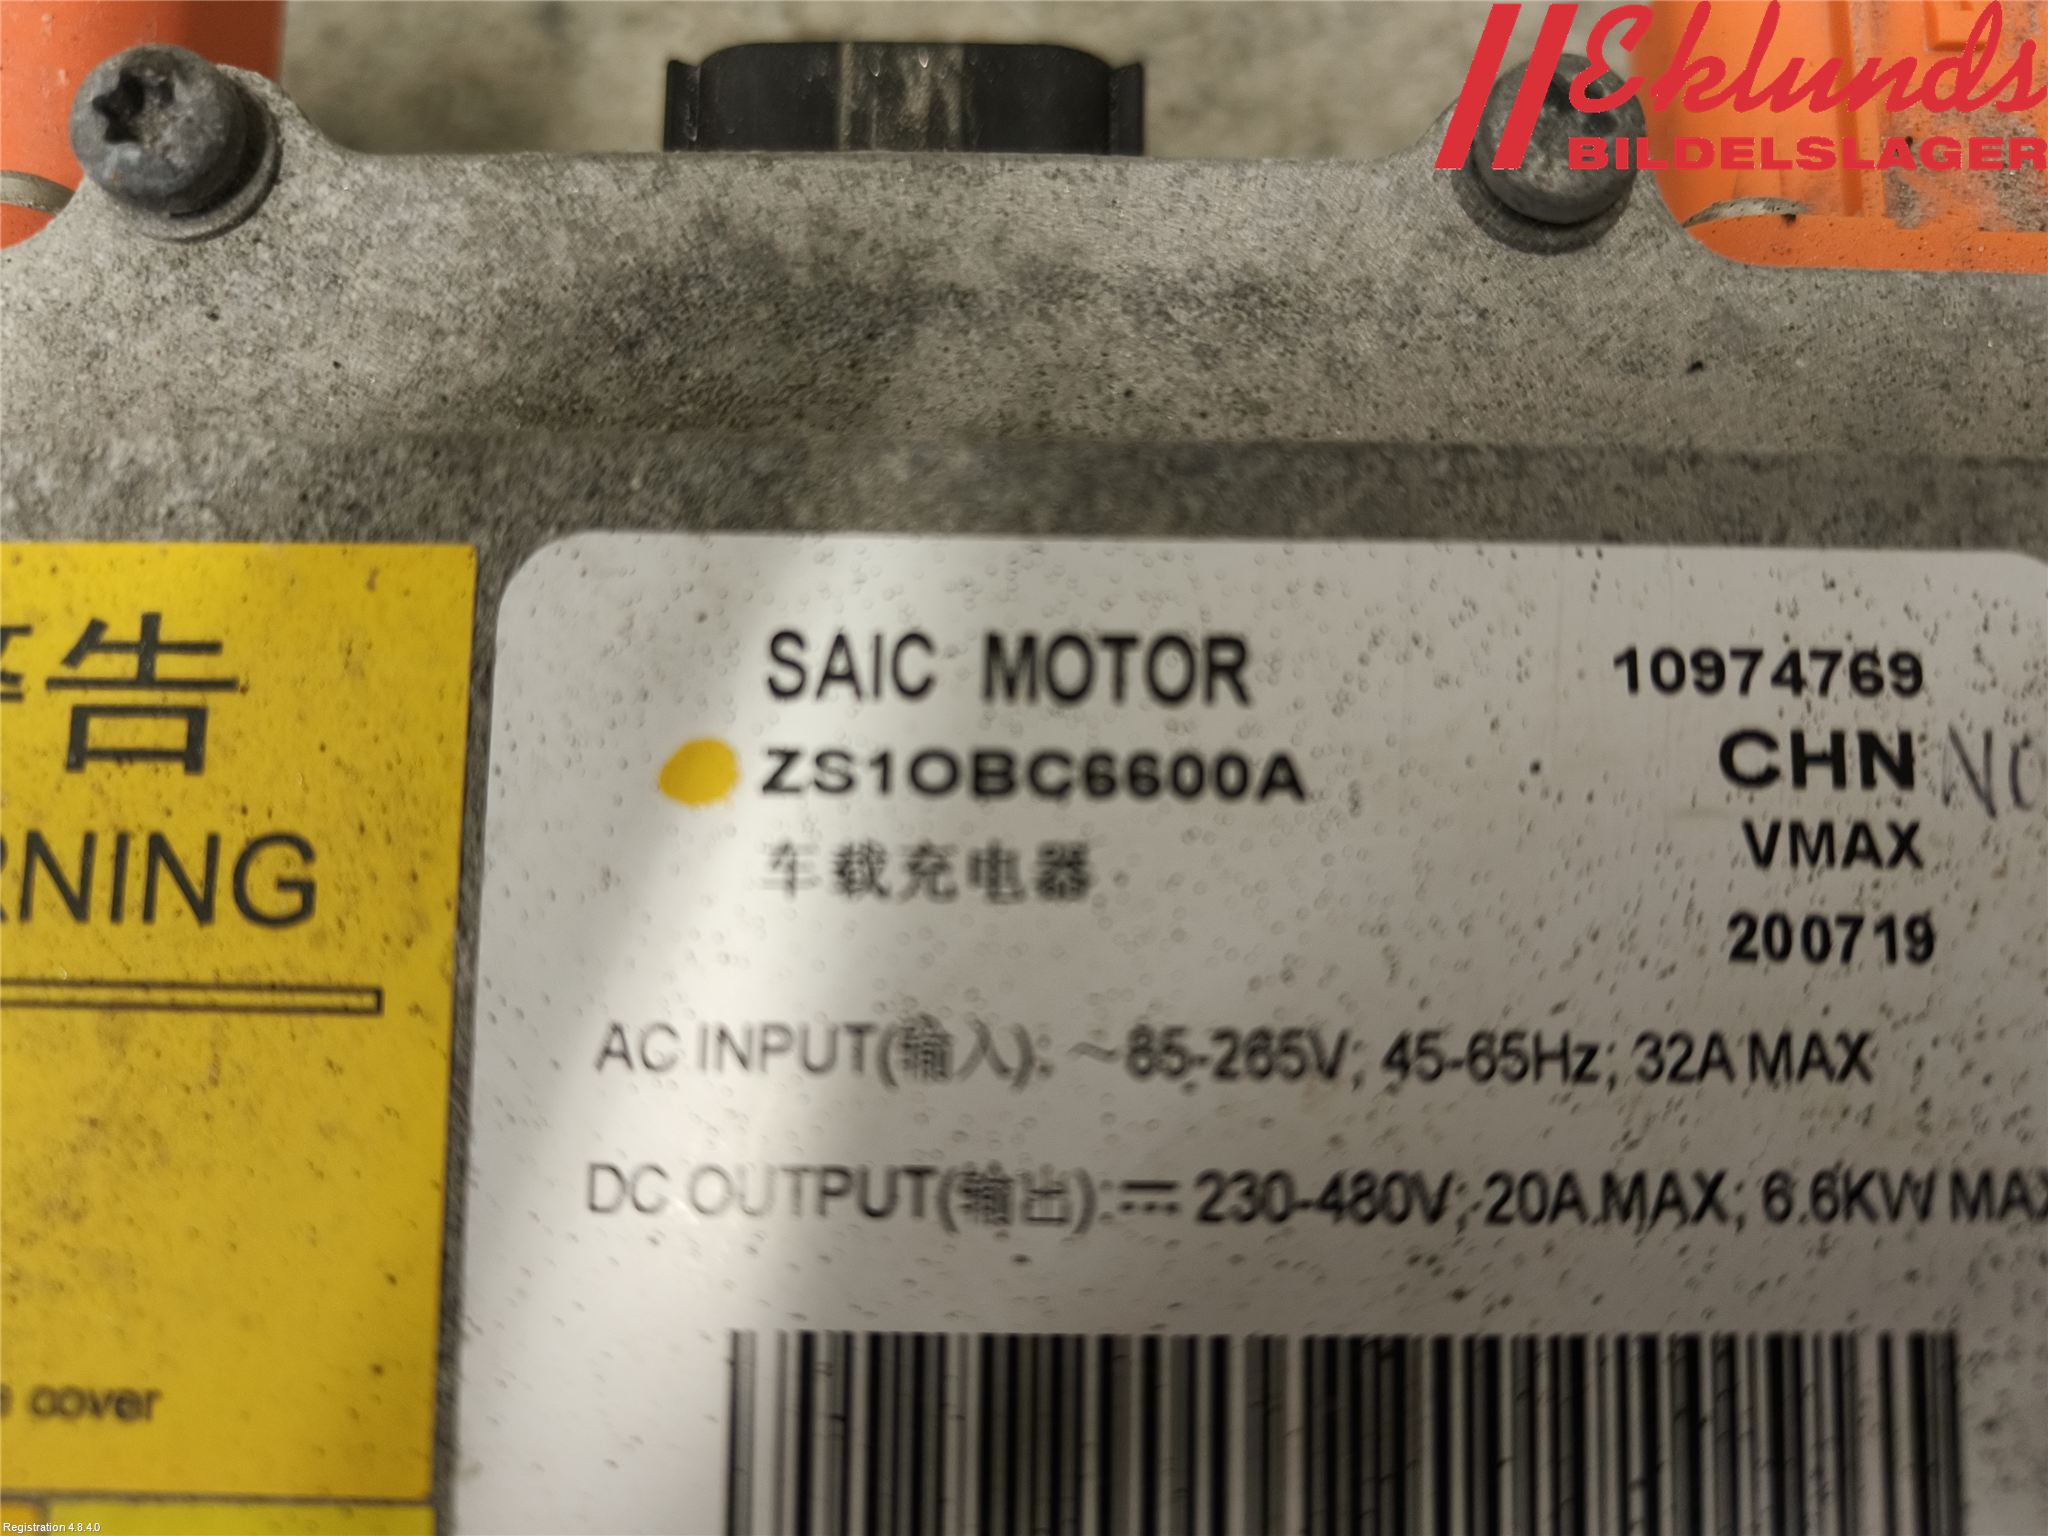 Eklunds
BILDELSLAGER
告
RNING
cover
SAIC MOTOR
10974769
ZS1OBC6600A
CHN
VMAX
车载充电器
200719
AC INPUT(输入): ~85-265V; 45-65Hz; 32A MAX
DC OUTPUT(输出):⎓ 230-480V; 20A MAX; 6.6KW MAX
Registration 4.8.4.0